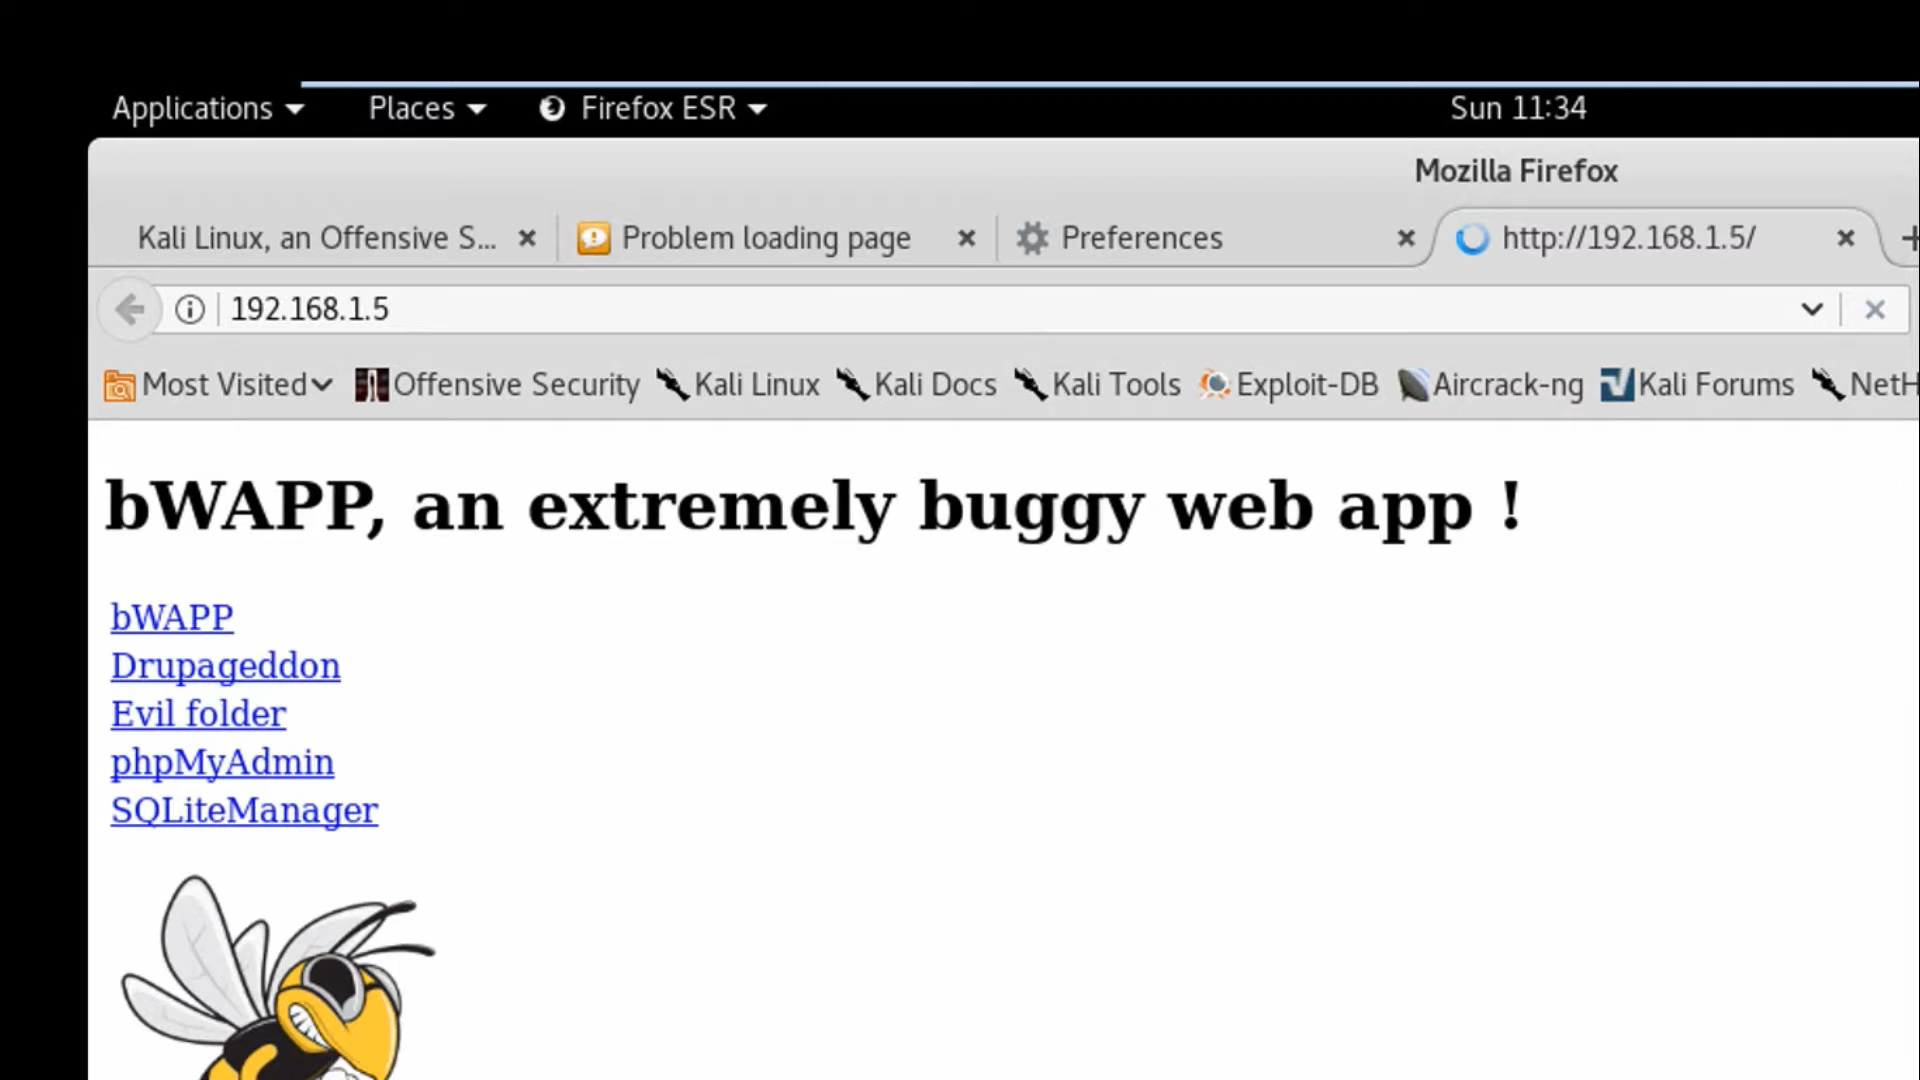 Applications Places Firefox ESR Sun 11:34
Mozilla Firefox
Kali Linux, an Offensive S... Problem loading page Preferences http://192.168.1.5/
192.168.1.5
Most Visited Offensive Security Kali Linux Kali Docs Kali Tools Exploit-DB Aircrack-ng Kali Forums NetH
bWAPP, an extremely buggy web app !
bWAPP
Drupageddon
Evil folder
phpMyAdmin
SQLiteManager